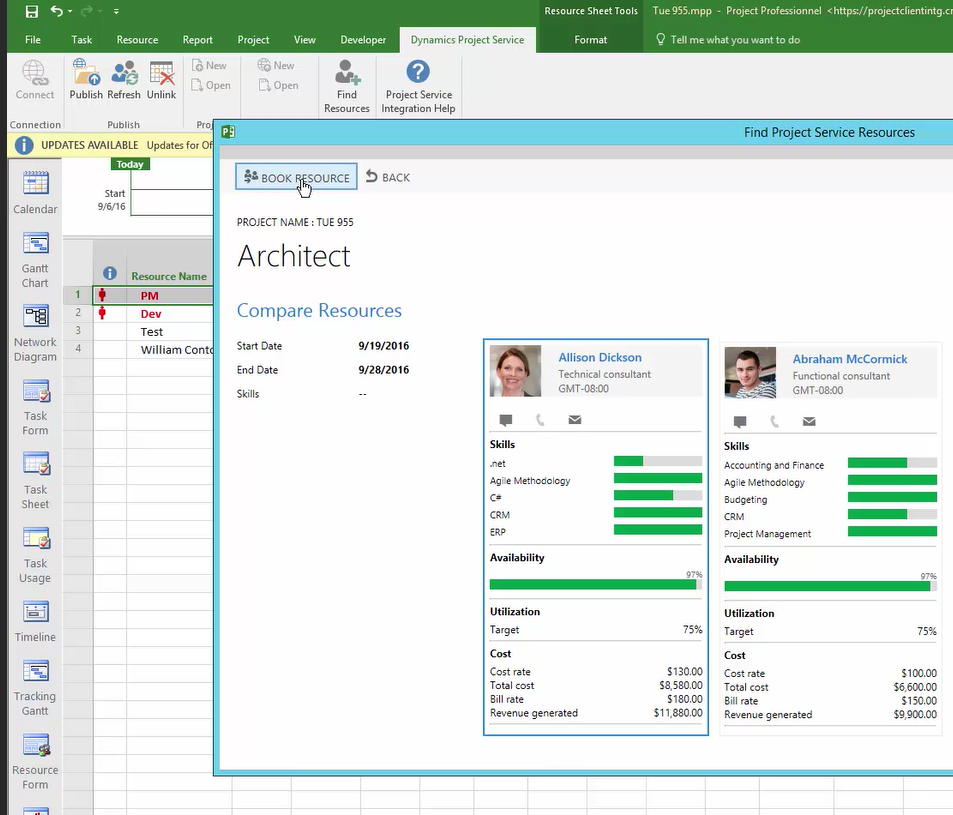 Resource Sheet Tools
Tue 955.mpp - Project Professionnel <https://projectclientintg.c
File Task Resource Report Project View Developer Dynamics Project Service Format Tell me what you want to do
Connect
Publish Refresh Unlink
New
Open
New
Open
Find
Resources
Project Service
Integration Help
Connection
Publish
UPDATES AVAILABLE Updates for Of
Today
Start
9/6/16
Calendar
Gantt
Chart
Network
Diagram
Task
Form
Task
Sheet
Task
Usage
Timeline
Tracking
Gantt
Resource
Form
Resource Name
1 PM
2 Dev
3 Test
4 William Conto
Find Project Service Resources
BOOK RESOURCE BACK
PROJECT NAME : TUE 955
Architect
Compare Resources
Start Date 9/19/2016
End Date 9/28/2016
Skills --
Allison Dickson
Technical consultant
GMT-08:00
Skills
.net
Agile Methodology
C#
CRM
ERP
Availability
97%
Utilization
Target 75%
Cost
Cost rate $130.00
Total cost $8,580.00
Bill rate $180.00
Revenue generated $11,880.00
Abraham McCormick
Functional consultant
GMT-08:00
Skills
Accounting and Finance
Agile Methodology
Budgeting
CRM
Project Management
Availability
97%
Utilization
Target 75%
Cost
Cost rate $100.00
Total cost $6,600.00
Bill rate $150.00
Revenue generated $9,900.00